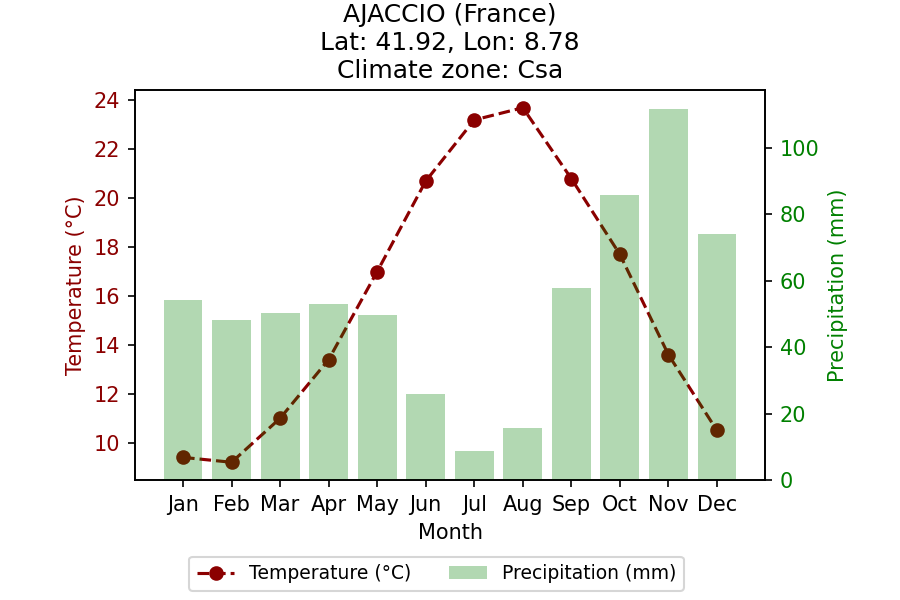 AJACCIO (France)
Lat: 41.92, Lon: 8.78
Climate zone: Csa
24
22
20
18
16
14
12
10
Temperature (°C)
100
80
60
40
20
0
Precipitation (mm)
Jan Feb Mar Apr May Jun Jul Aug Sep Oct Nov Dec
Month
Temperature (°C) Precipitation (mm)